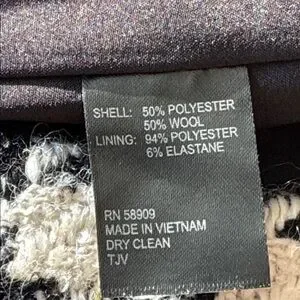 SHELL: 50% POLYESTER
50% WOOL
LINING: 94% POLYESTER
6% ELASTANE
RN 58909
MADE IN VIETNAM
DRY CLEAN
TJV